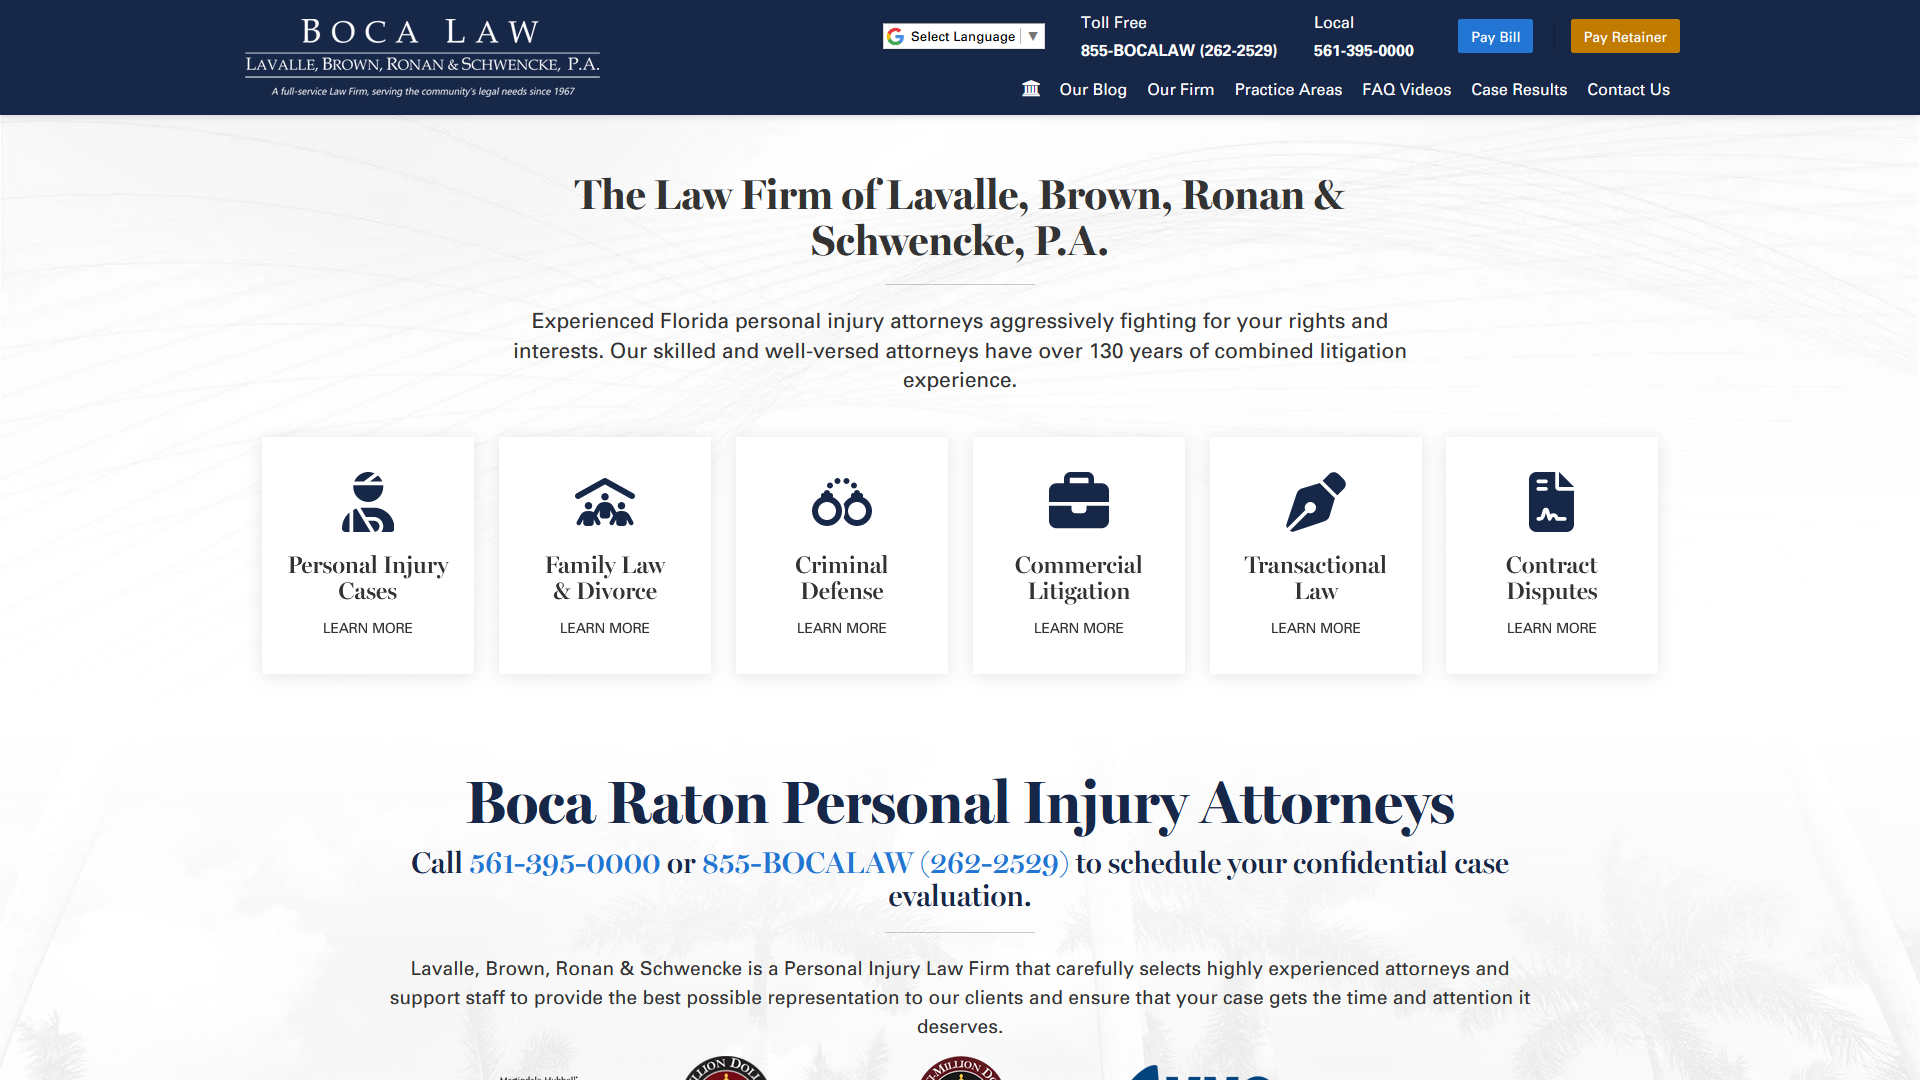 BOCA LAW
LAVALLE, BROWN, RONAN & SCHWENCKE, P.A.
A full-service Law Firm, serving the community's legal needs since 1967
Select Language ▼
Toll Free
855-BOCALAW (262-2529)
Local
561-395-0000
Pay Bill
Pay Retainer
Our Blog
Our Firm
Practice Areas
FAQ Videos
Case Results
Contact Us
The Law Firm of Lavalle, Brown, Ronan &
Schwencke, P.A.
Experienced Florida personal injury attorneys aggressively fighting for your rights and
interests. Our skilled and well-versed attorneys have over 130 years of combined litigation
experience.
Personal Injury
Cases
LEARN MORE
Family Law
& Divorce
LEARN MORE
Criminal
Defense
LEARN MORE
Commercial
Litigation
LEARN MORE
Transactional
Law
LEARN MORE
Contract
Disputes
LEARN MORE
Boca Raton Personal Injury Attorneys
Call 561-395-0000 or 855-BOCALAW (262-2529) to schedule your confidential case
evaluation.
Lavalle, Brown, Ronan & Schwencke is a Personal Injury Law Firm that carefully selects highly experienced attorneys and
support staff to provide the best possible representation to our clients and ensure that your case gets the time and attention it
deserves.